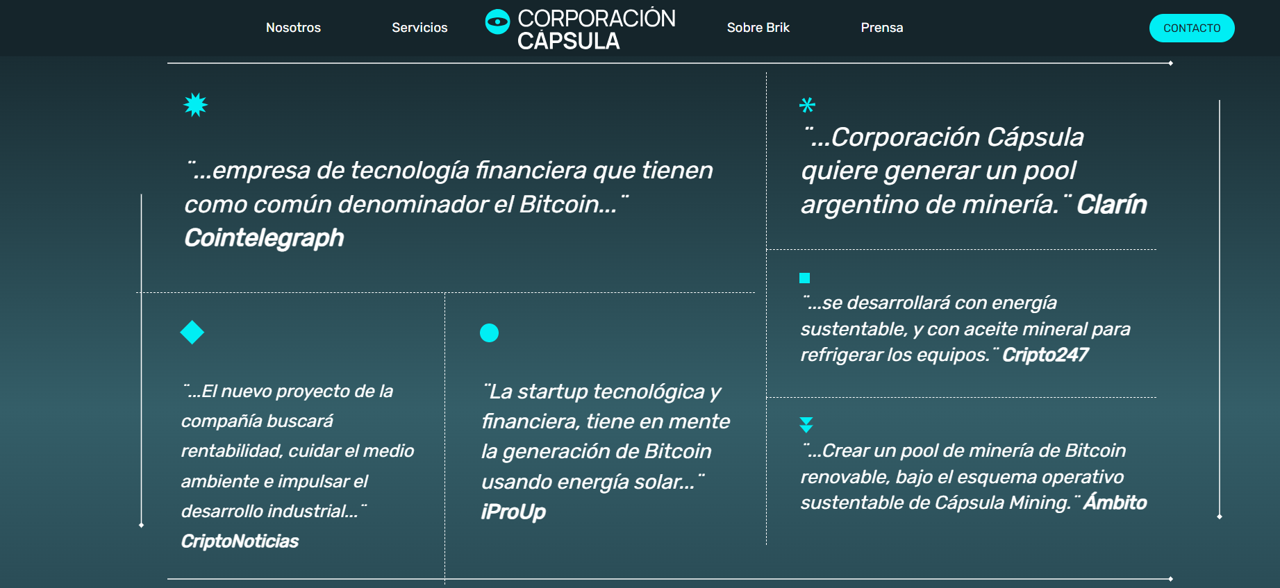 Nosotros
Servicios
CORPORACIÓN
CÁPSULA
Sobre Brik
Prensa
CONTACTO
¨...empresa de tecnología financiera que tienen
como común denominador el Bitcoin...¨
Cointelegraph
¨...El nuevo proyecto de la
compañía buscará
rentabilidad, cuidar el medio
ambiente e impulsar el
desarrollo industrial...¨
CriptoNoticias
¨La startup tecnológica y
financiera, tiene en mente
la generación de Bitcoin
usando energía solar...¨
iProUp
¨...Corporación Cápsula
quiere generar un pool
argentino de minería.¨ Clarín
¨...se desarrollará con energía
sustentable, y con aceite mineral para
refrigerar los equipos.¨ Cripto247
¨...Crear un pool de minería de Bitcoin
renovable, bajo el esquema operativo
sustentable de Cápsula Mining.¨ Ámbito